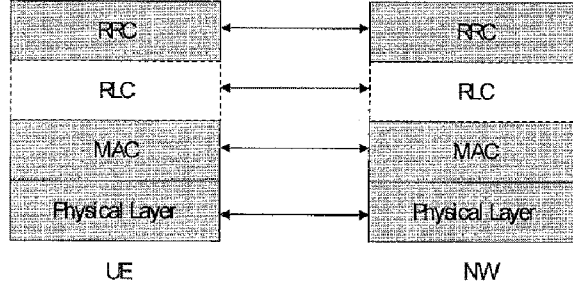 RRC RRC
RLC RLC
MAC MAC
Physical Layer Physical Layer
UE NW